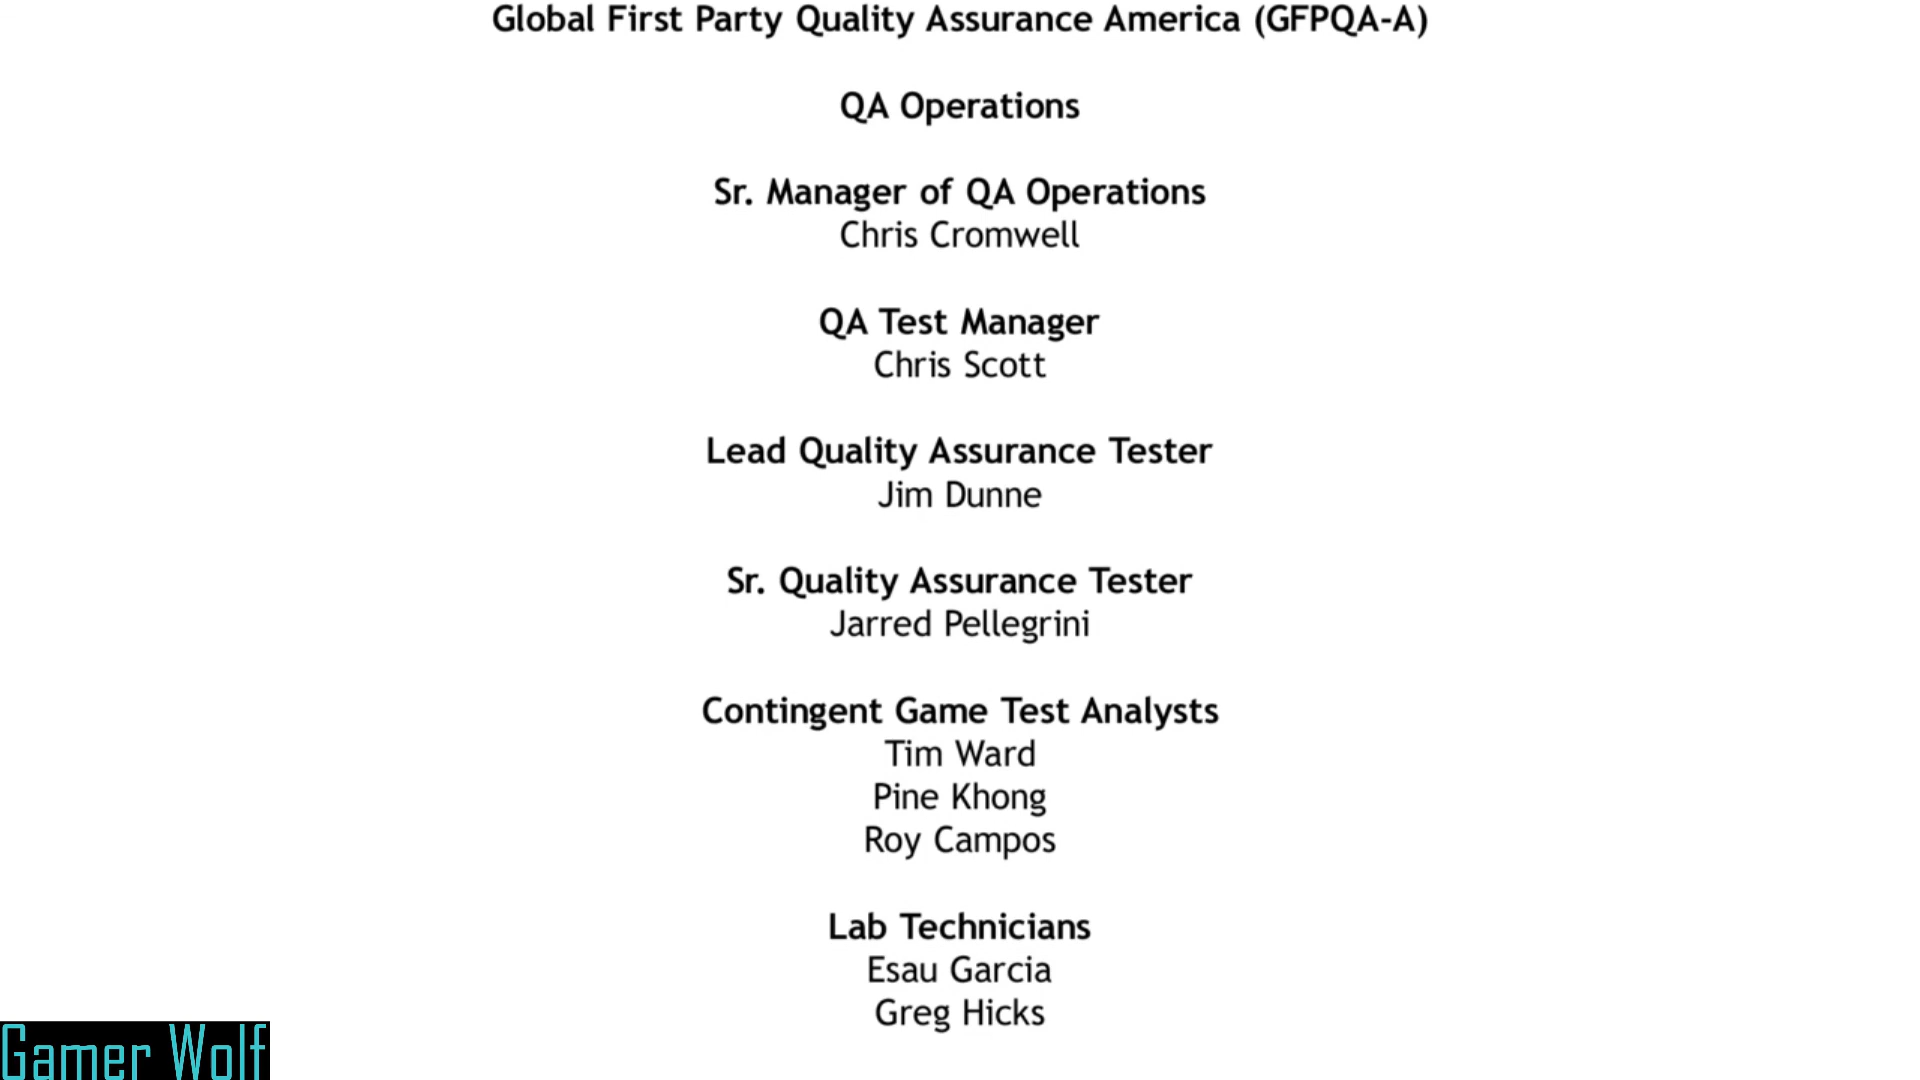 Global First Party Quality Assurance America (GFPQA-A)
QA Operations
Sr. Manager of QA Operations
Chris Cromwell
QA Test Manager
Chris Scott
Lead Quality Assurance Tester
Jim Dunne
Sr. Quality Assurance Tester
Jarred Pellegrini
Contingent Game Test Analysts
Tim Ward
Pine Khong
Roy Campos
Lab Technicians
Esau Garcia
Greg Hicks
Gamer Wolf